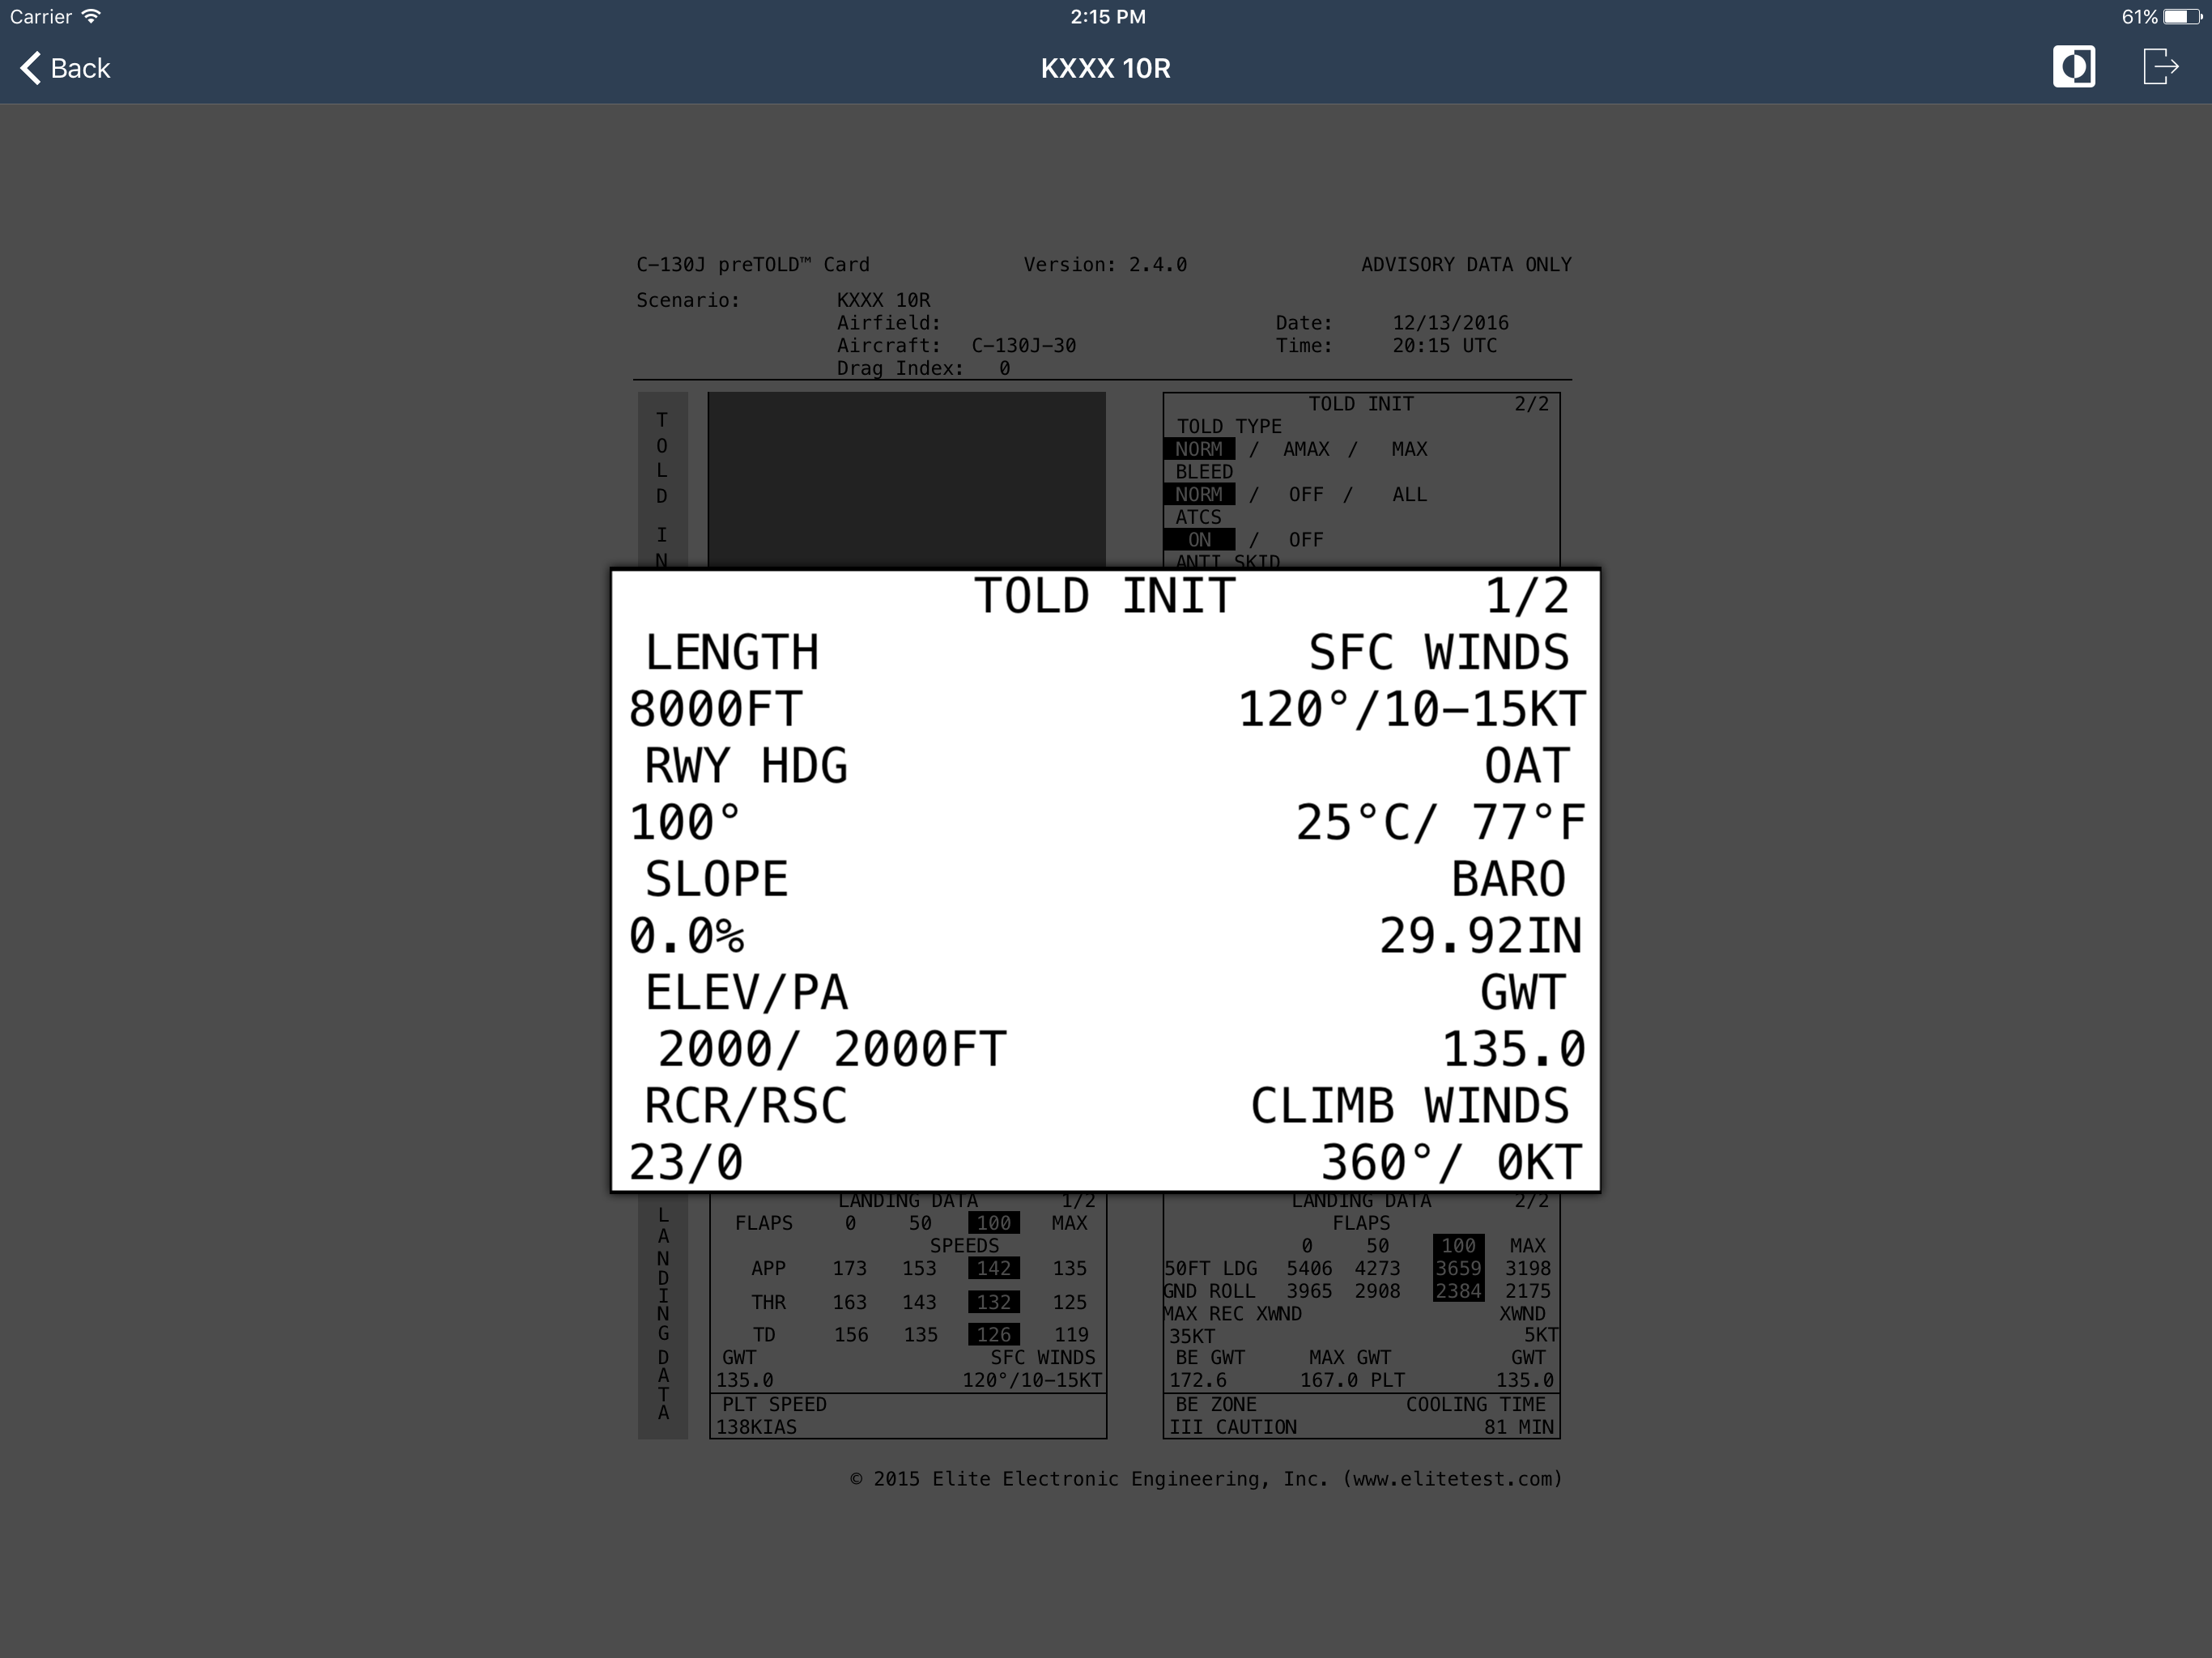 Carrier 2:15 PM 61%
Back KXXX 10R
C-130J preTOLD™ Card Version: 2.4.0 ADVISORY DATA ONLY
Scenario: KXXX 10R
Airfield: Date: 12/13/2016
Aircraft: C-130J-30 Time: 20:15 UTC
Drag Index: 0
TOLD IN
TOLD INIT 2/2
TOLD TYPE
NORM / AMAX / MAX
BLEED
NORM / OFF / ALL
ATCS
ON / OFF
ANTI SKID
TOLD INIT 1/2
LENGTH SFC WINDS
8000FT 120°/10-15KT
RWY HDG OAT
100° 25°C/ 77°F
SLOPE BARO
0.0% 29.92IN
ELEV/PA GWT
2000/ 2000FT 135.0
RCR/RSC CLIMB WINDS
23/0 360°/ 0KT
LANDING DATA
LANDING DATA 1/2
FLAPS 0 50 100 MAX
SPEEDS
APP 173 153 142 135
THR 163 143 132 125
TD 156 135 126 119
GWT SFC WINDS
135.0 120°/10-15KT
PLT SPEED
138KIAS
LANDING DATA 2/2
FLAPS
0 50 100 MAX
50FT LDG 5406 4273 3659 3198
GND ROLL 3965 2908 2384 2175
MAX REC XWND XWND
35KT 5KT
BE GWT MAX GWT GWT
172.6 167.0 PLT 135.0
BE ZONE COOLING TIME
III CAUTION 81 MIN
© 2015 Elite Electronic Engineering, Inc. (www.elitetest.com)